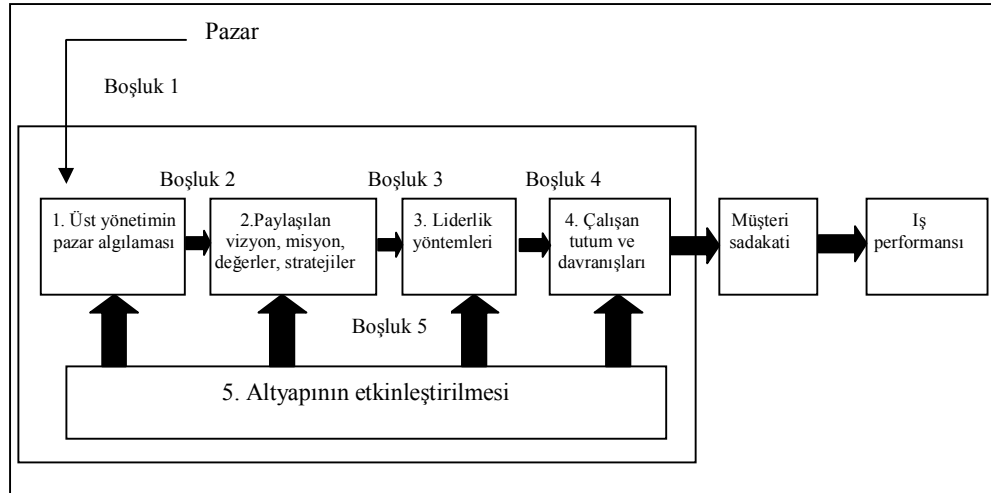 Pazar
Boşluk 1
Boşluk 2
Boşluk 3
Boşluk 4
1. Üst yönetimin
pazar algılaması
2.Paylaşılan
vizyon, misyon,
değerler, stratejiler
3. Liderlik
yöntemleri
4. Çalışan
tutum ve
davranışları
Müşteri
sadakati
Iş
performansı
Boşluk 5
5. Altyapının etkinleştirilmesi